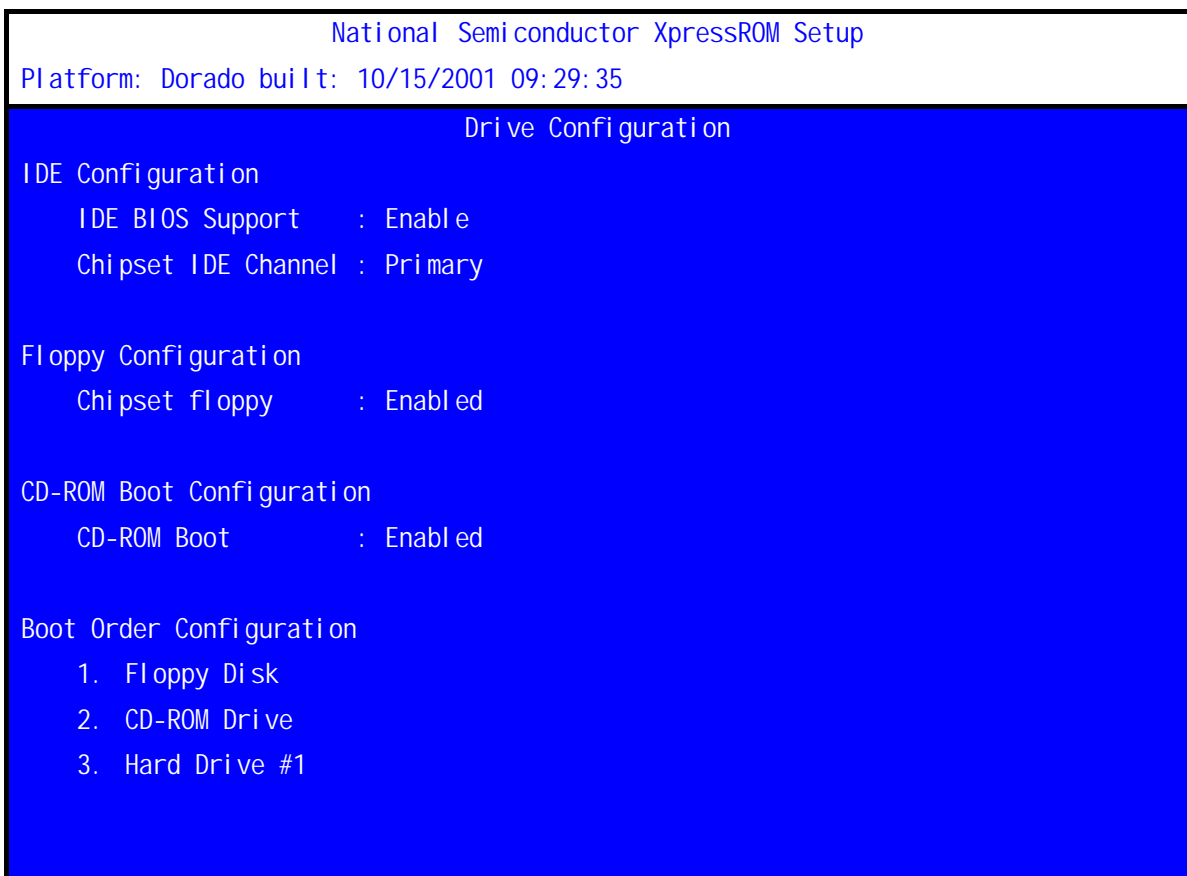 National Semiconductor XpressROM Setup
Platform: Dorado built: 10/15/2001 09:29:35
Drive Configuration
IDE Configuration
IDE BIOS Support : Enable
Chipset IDE Channel : Primary
Floppy Configuration
Chipset floppy : Enabled
CD-ROM Boot Configuration
CD-ROM Boot : Enabled
Boot Order Configuration
1. Floppy Disk
2. CD-ROM Drive
3. Hard Drive #1